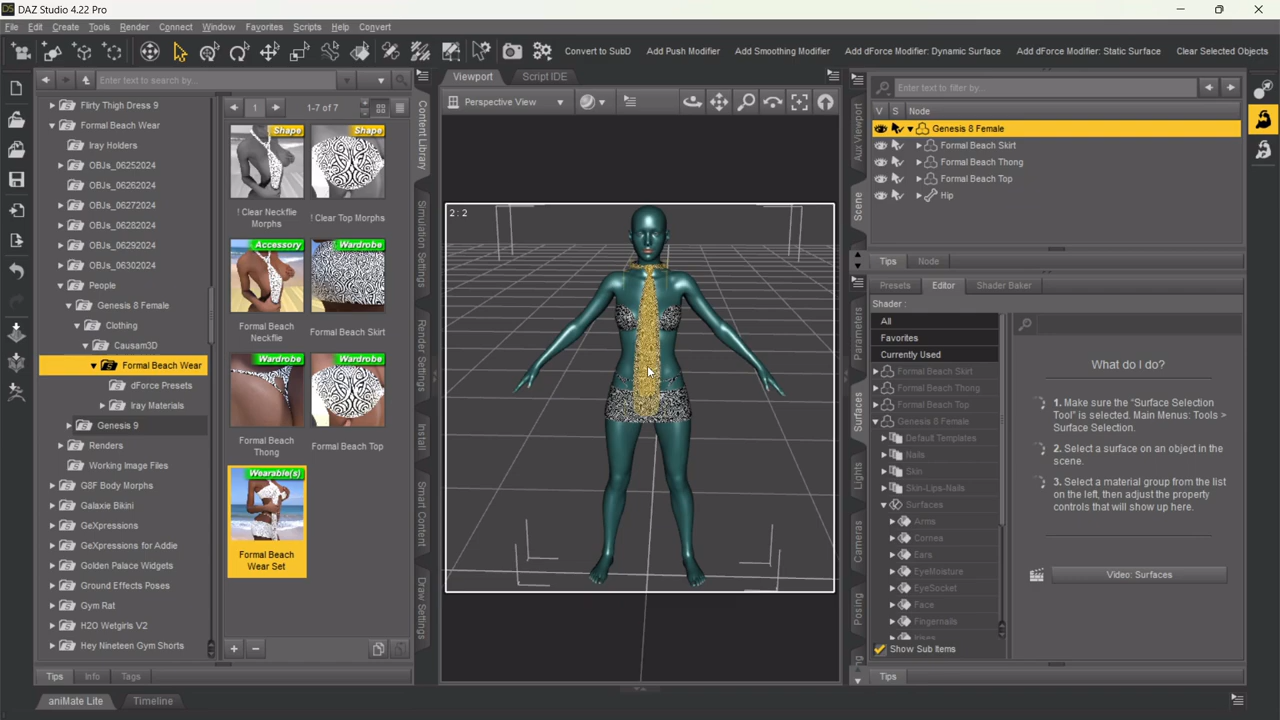 DAZ Studio 4.22 Pro
File Edit Create Tools Render Connect Window Favorites Scripts Help Convert
Convert to SubD Add Push Modifier Add Smoothing Modifier Add dForce Modifier: Dynamic Surface Add dForce Modifier: Static Surface Clear Selected Objects
Enter text to search by...
Flirty Thigh Dress 9
Formal Beach Wear
Iray Holders
OBJs_06252024
OBJs_06262024
OBJs_06272024
OBJs_06282024
OBJs_06292024
OBJs_06302024
People
Genesis 8 Female
Clothing
Causam3D
Formal Beach Wear
dForce Presets
Iray Materials
Genesis 9
Renders
Working Image Files
G8F Body Morphs
Galaxie Bikini
GeXpressions
GeXpressions for Addie
Golden Palace Widgets
Ground Effects Poses
Gym Rat
H2O Wetgirls V2
Hey Nineteen Gym Shorts
Tips Info Tags
animate Lite Timeline
1 1-7 of 7
Shape
! Clear Neckfie
Morphs
Shape
! Clear Top Morphs
Accessory
Formal Beach
Neckfie
Wardrobe
Formal Beach Skirt
Wardrobe
Formal Beach
Thong
Wardrobe
Formal Beach Top
Wearable(s)
Formal Beach
Wear Set
Content Library
Simulation Settings
Render Settings
Install
Smart Content
Draw Settings
Viewport Script IDE
Perspective View
2 : 2
Aux Viewport
Scene
Parameters
Surfaces
Lights
Cameras
Posing
Enter text to filter by...
V S Node
Genesis 8 Female
Formal Beach Skirt
Formal Beach Thong
Formal Beach Top
Hip
Tips Node
Presets Editor Shader Baker
Shader :
All
Favorites
Currently Used
Formal Beach Skirt
Formal Beach Thong
Formal Beach Top
Genesis 8 Female
Default Templates
Nails
Skin
Skin-Lips-Nails
Surfaces
Arms
Cornea
Ears
EyeMoisture
EyeSocket
Face
Fingernails
Show Sub Items
What do I do?
1. Make sure the "Surface Selection
Tool" is selected. Main Menus: Tools >
Surface Selection.
2. Select a surface on an object in the
scene.
3. Select a material group from the list
on the left, then adjust the property
controls that will show up here.
Video: Surfaces
Tips